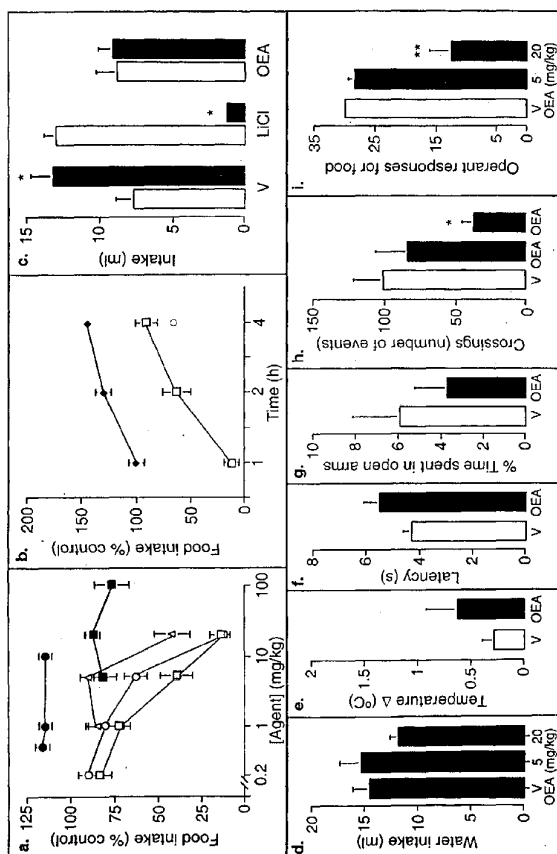 a.
Food intake (% control)
125
100
75
50
25
0
0.2
1
10
100
[Agent] (mg/kg)
b.
Food intake (% control)
200
150
100
50
0
1
2
4
Time (h)
c.
Intake (ml)
15
10
5
0
*
*
V
LiCl
OEA
d.
Water intake (ml)
20
15
10
5
0
V
5
20
OEA (mg/kg)
e.
Temperature Δ (ºC)
2
1.5
1
0.5
0
V
OEA
f.
Latency (s)
8
6
4
2
0
V
OEA
g.
% Time spent in open arms
10
8
6
4
2
0
V
OEA
h.
Crossings (number of events)
150
100
50
0
*
V
OEA
OEA
i.
Operant responses for food
35
28
21
14
7
0
**
V
5
20
OEA (mg/kg)